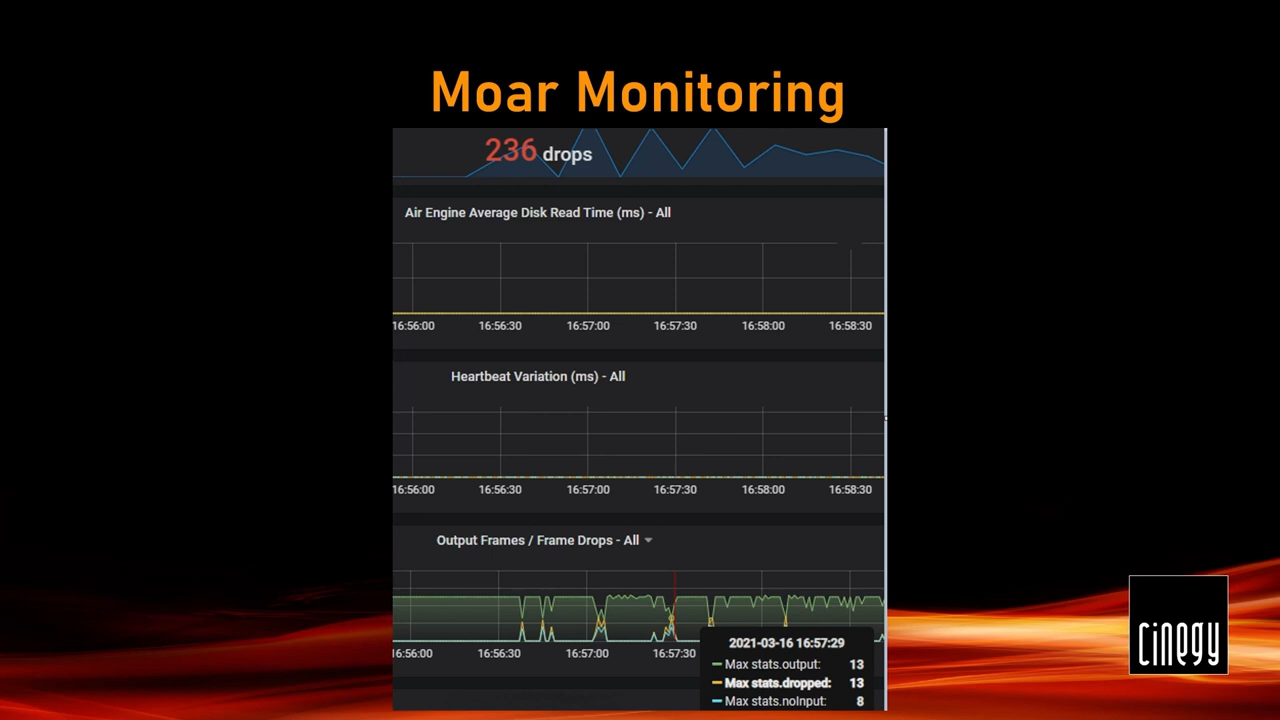 Moar Monitoring
236 drops
Air Engine Average Disk Read Time (ms) - All
16:56:00 16:56:30 16:57:00 16:57:30 16:58:00 16:58:30
Heartbeat Variation (ms) - All
16:56:00 16:56:30 16:57:00 16:57:30 16:58:00 16:58:30
Output Frames / Frame Drops - All
16:56:00 16:56:30 16:57:00 16:57:30
2021-03-16 16:57:29
Max stats.output: 13
Max stats.dropped: 13
Max stats.noInput: 8
cinegy